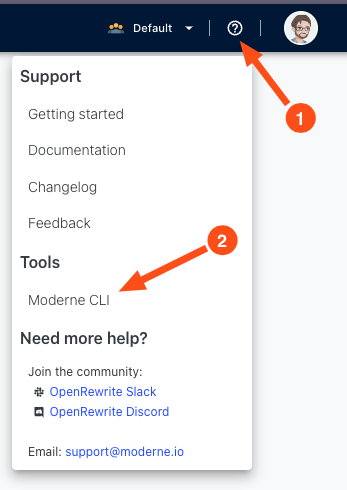 Default
1
Support
Getting started
Documentation
Changelog
Feedback
2
Tools
Moderne CLI
Need more help?
Join the community:
OpenRewrite Slack
OpenRewrite Discord
Email: support@moderne.io